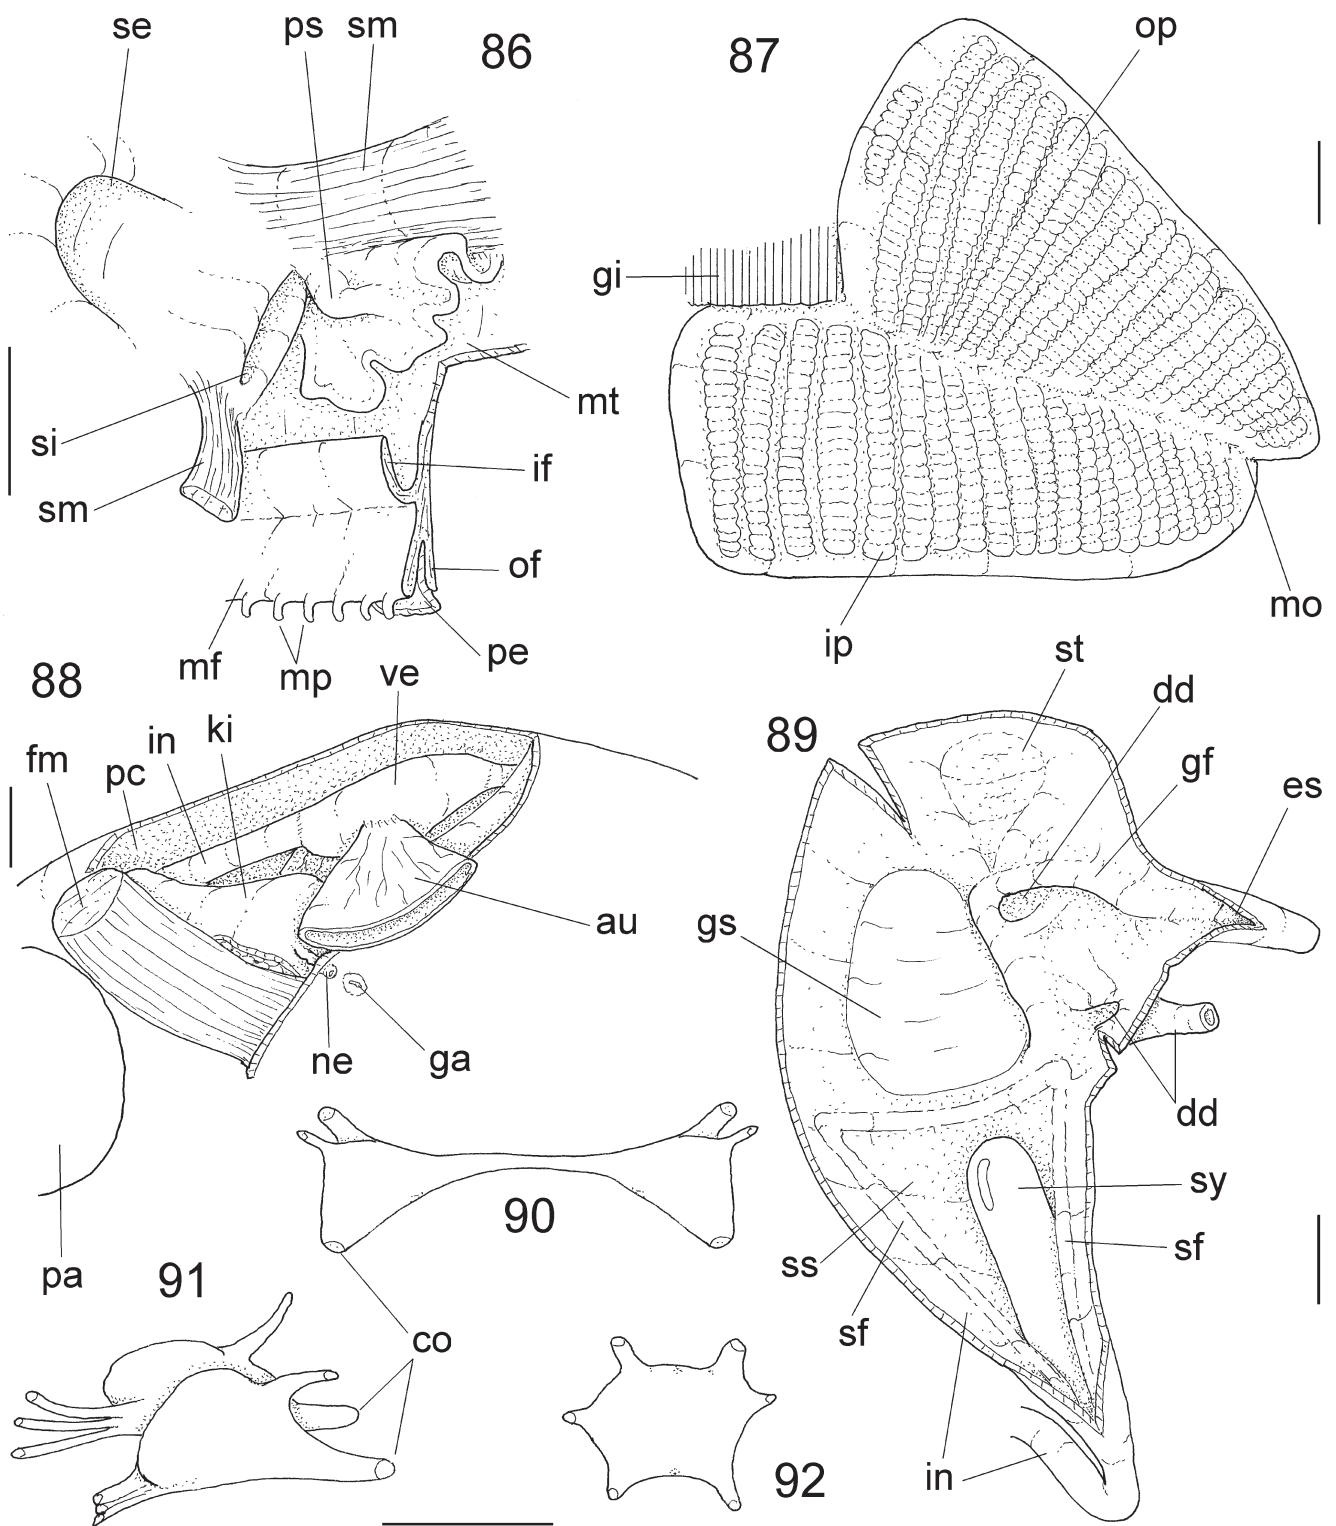 se
ps
sm
86
87
op
gi
mt
si
if
sm
of
mo
mf
mp
pe
ip
88
ve
st
dd
ki
in
fm
pc
89
gf
es
au
gs
ne
ga
dd
90
sy
pa
91
ss
sf
sf
co
in
92